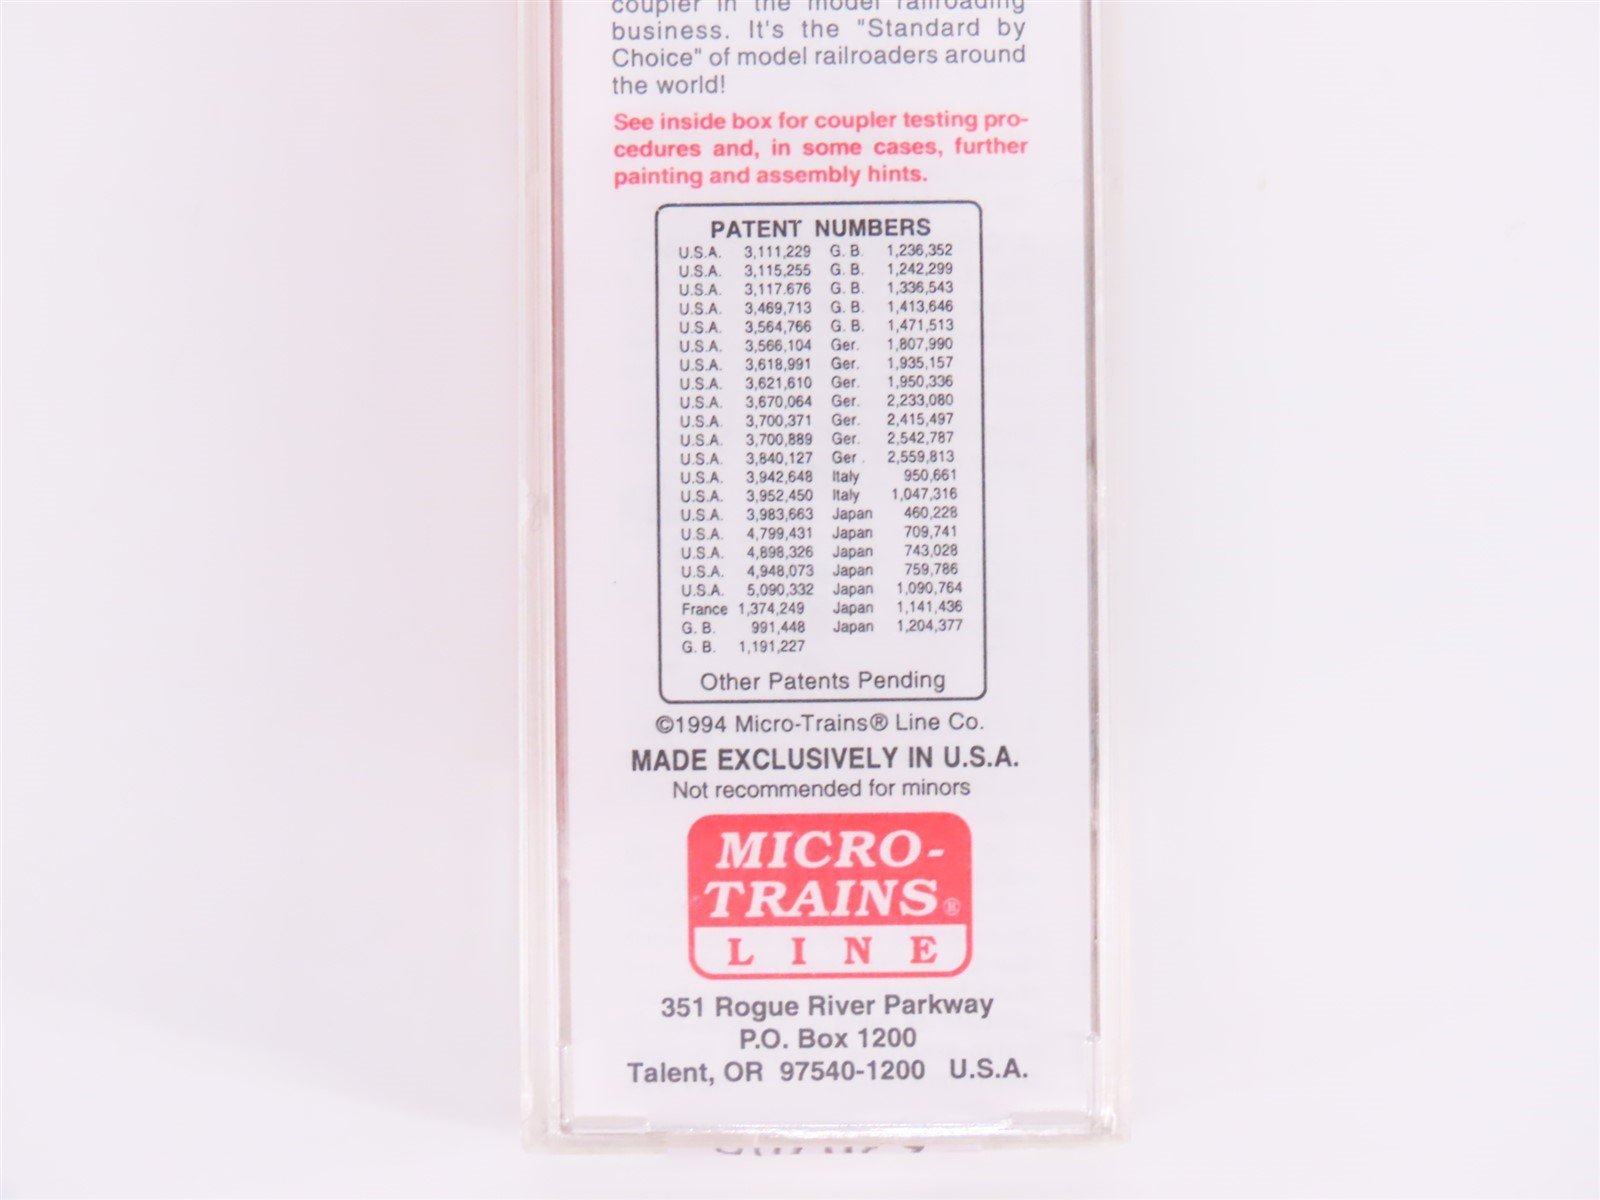 coupler in the model railroading
business. It's the "Standard by
Choice" of model railroaders around
the world!
See inside box for coupler testing pro-
cedures and, in some cases, further
painting and assembly hints.
PATENT NUMBERS
U.S.A. 3,111,229 G. B. 1,236,352
U.S.A. 3,115,255 G. B. 1,242,299
U.S.A. 3,117.676 G. B. 1,336,543
U.S.A. 3,469,713 G. B. 1,413,646
U.S.A. 3,564,766 G. B. 1,471,513
U.S.A. 3,566,104 Ger. 1,807,990
U.S.A. 3,618,991 Ger. 1,935,157
U.S.A. 3,621,610 Ger. 1,950,336
U.S.A. 3,670,064 Ger. 2,233,080
U.S.A. 3,700,371 Ger. 2,415,497
U.S.A. 3,700,889 Ger. 2,542,787
U.S.A. 3,840,127 Ger . 2,559,813
U.S.A. 3,942,648 Italy 950,661
U.S.A. 3,952,450 Italy 1,047,316
U.S.A. 3,983,663 Japan 460,228
U.S.A. 4,799,431 Japan 709,741
U.S.A. 4,898,326 Japan 743,028
U.S.A. 4,948,073 Japan 759,786
U.S.A. 5,090,332 Japan 1,090,764
France 1,374,249 Japan 1,141,436
G. B. 991,448 Japan 1,204,377
G. B. 1,191,227
Other Patents Pending
©1994 Micro-Trains® Line Co.
MADE EXCLUSIVELY IN U.S.A.
Not recommended for minors
MICRO-
TRAINS®
LINE
351 Rogue River Parkway
P.O. Box 1200
Talent, OR 97540-1200 U.S.A.